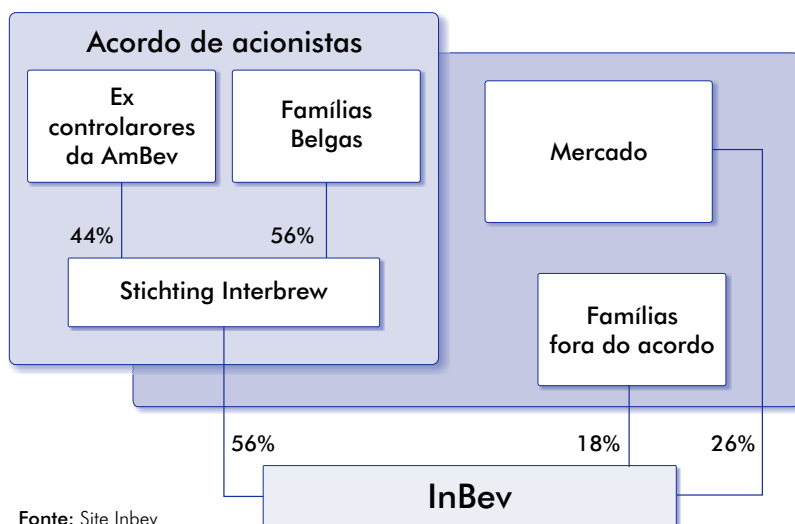 Acordo de acionistas
Ex
controlarores
da AmBev
Famílias
Belgas
Mercado
44%
56%
Stichting Interbrew
Famílias
fora do acordo
56%
18%
26%
InBev
Fonte: Site Inbev